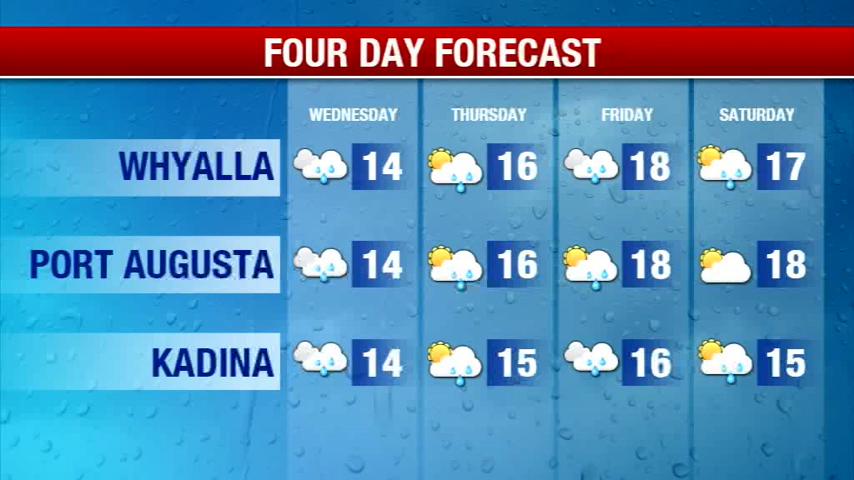 FOUR DAY FORECAST
WEDNESDAY THURSDAY FRIDAY SATURDAY
WHYALLA 14 16 18 17
PORT AUGUSTA 14 16 18 18
KADINA 14 15 16 15